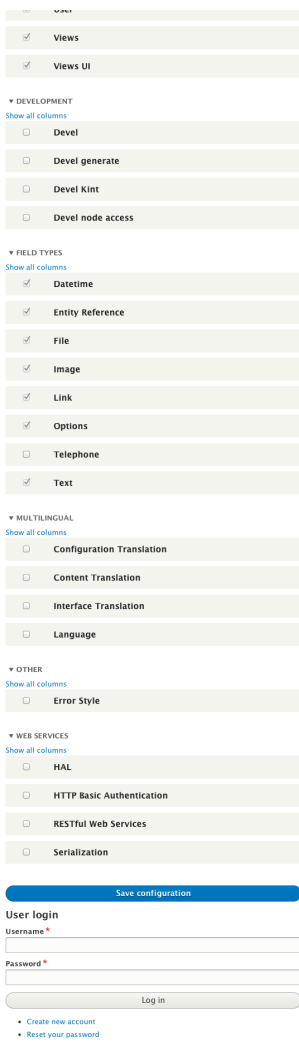 User
Views
Views UI
▼ DEVELOPMENT
Show all columns
Devel
Devel generate
Devel Kint
Devel node access
▼ FIELD TYPES
Show all columns
Datetime
Entity Reference
File
Image
Link
Options
Telephone
Text
▼ MULTILINGUAL
Show all columns
Configuration Translation
Content Translation
Interface Translation
Language
▼ OTHER
Show all columns
Error Style
▼ WEB SERVICES
Show all columns
HAL
HTTP Basic Authentication
RESTful Web Services
Serialization
Save configuration
User login
Username *
Password *
Log in
• Create new account
• Reset your password